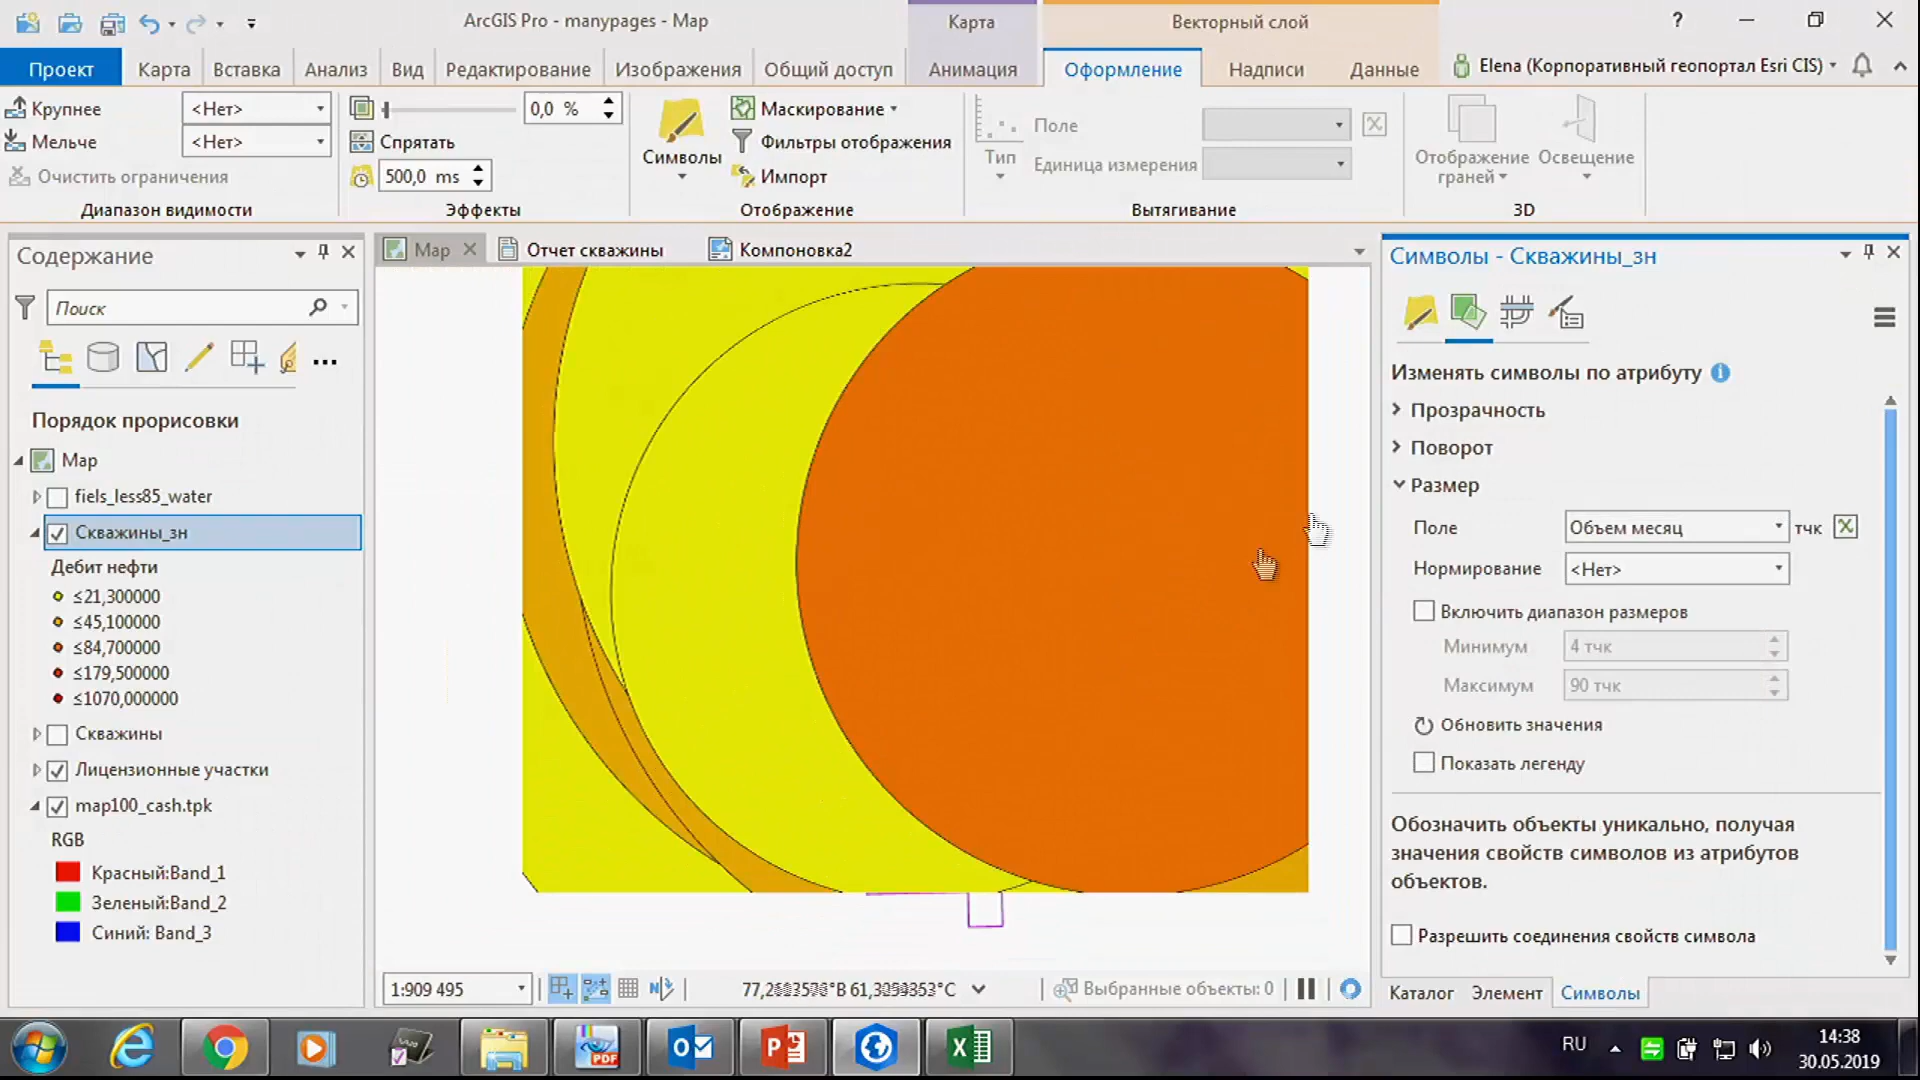 ArcGIS Pro - manypages - Map
Карта
Векторный слой
?
Проект
Карта
Вставка
Анализ
Вид
Редактирование
Изображения
Общий доступ
Анимация
Оформление
Надписи
Данные
Elena (Корпоративный геопортал Esri CIS)
Крупнее
<Нет>
Мельче
<Нет>
Очистить ограничения
Диапазон видимости
0,0 %
Спрятать
500,0 ms
Эффекты
Символы
Маскирование
Фильтры отображения
Импорт
Отображение
Тип
Поле
Единица измерения
Вытягивание
Отображение
граней
Освещение
3D
Содержание
Поиск
Порядок прорисовки
Map
fiels_less85_water
Скважины_зн
Дебит нефти
≤21,300000
≤45,100000
≤84,700000
≤179,500000
≤1070,000000
Скважины
Лицензионные участки
map100_cash.tpk
RGB
Красный:Band_1
Зеленый:Band_2
Синий: Band_3
Map
Отчет скважины
Компоновка2
1:909 495
Выбранные объекты: 0
Символы - Скважины_зн
Изменять символы по атрибуту
Прозрачность
Поворот
Размер
Поле
Объем месяц
тчк
Нормирование
<Нет>
Включить диапазон размеров
Минимум
4 тчк
Максимум
90 тчк
Обновить значения
Показать легенду
Обозначить объекты уникально, получая
значения свойств символов из атрибутов
объектов.
Разрешить соединения свойств символа
Каталог
Элемент
Символы
RU
14:38
30.05.2019